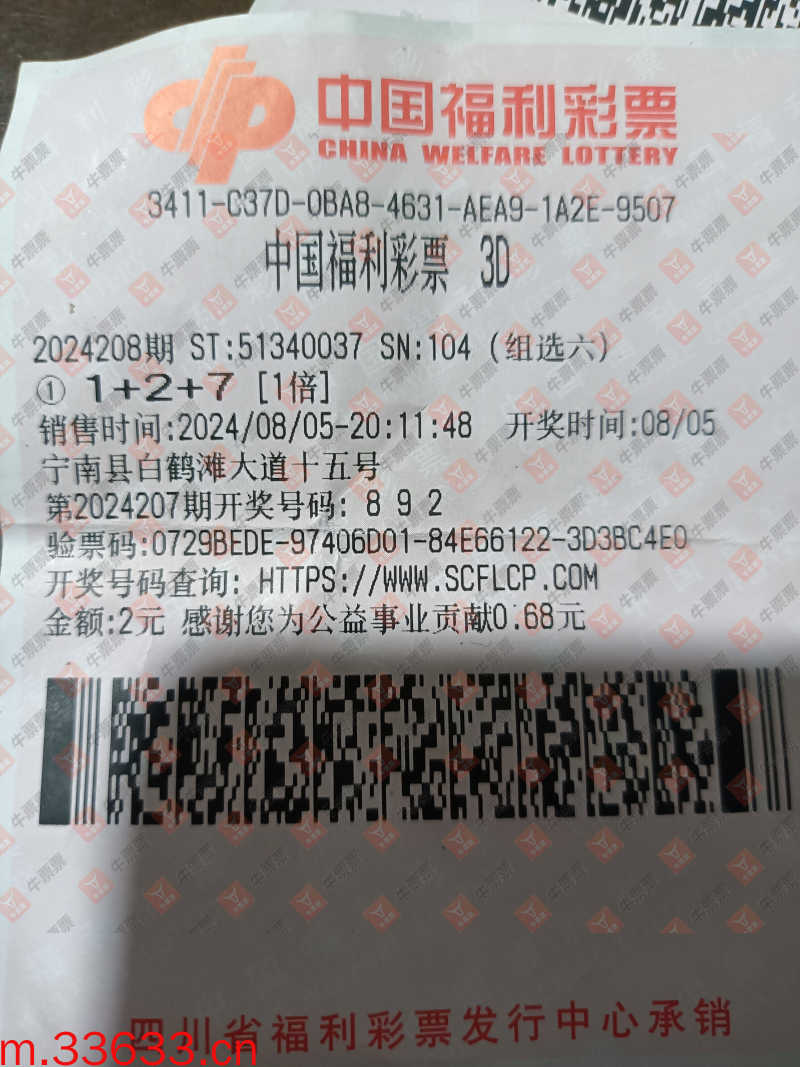 中国福利彩票
CHINA WELFARE LOTTERY
3411-C37D-0BA8-4631-AEA9-1A2E-9507
中国福利彩票 3D
2024208期 ST:51340037 SN:104 (组选六)
① 1+2+7 [1倍]
销售时间:2024/08/05-20:11:48 开奖时间:08/05
宁南县白鹤滩大道十五号
第2024207期开奖号码: 8 9 2
验票码:0729BEDE-97406D01-84E66122-3D3BC4E0
开奖号码查询: HTTPS://WWW.SCFLCP.COM
金额:2元 感谢您为公益事业贡献0.68元
四川省福利彩票发行中心承销
m.33633.cn
牛票票